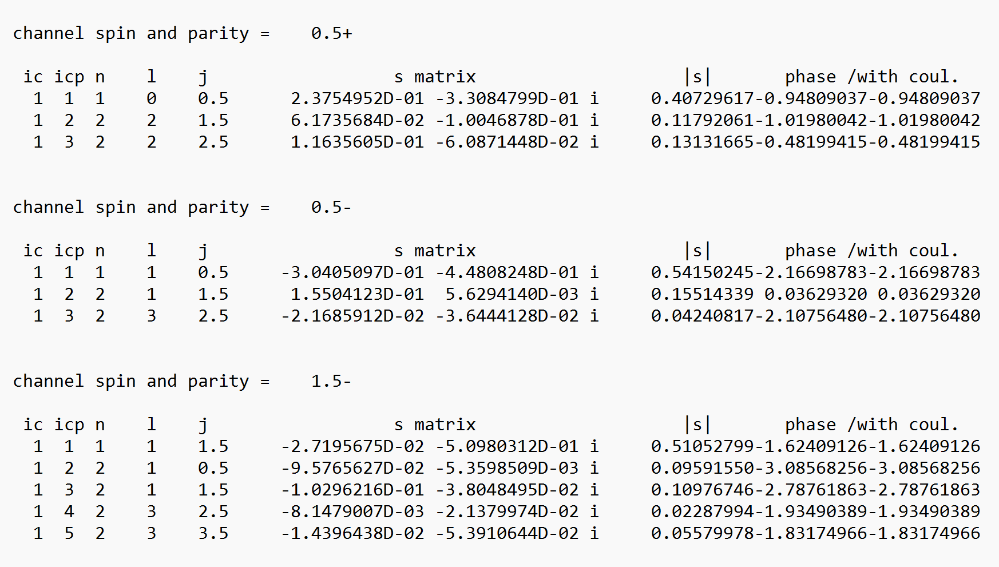 channel spin and parity =    0.5+
ic icp n    l    j                  s matrix                    |s|       phase /with coul.
1  1  1    0    0.5      2.3754952D-01 -3.3084799D-01 i     0.40729617-0.94809037-0.94809037
1  2  2    2    1.5      6.1735684D-02 -1.0046878D-01 i     0.11792061-1.01980042-1.01980042
1  3  2    2    2.5      1.1635605D-01 -6.0871448D-02 i     0.13131665-0.48199415-0.48199415
channel spin and parity =    0.5-
ic icp n    l    j                  s matrix                    |s|       phase /with coul.
1  1  1    1    0.5     -3.0405097D-01 -4.4808248D-01 i     0.54150245-2.16698783-2.16698783
1  2  2    1    1.5      1.5504123D-01  5.6294140D-03 i     0.15514339 0.03629320 0.03629320
1  3  2    3    2.5     -2.1685912D-02 -3.6444128D-02 i     0.04240817-2.10756480-2.10756480
channel spin and parity =    1.5-
ic icp n    l    j                  s matrix                    |s|       phase /with coul.
1  1  1    1    1.5     -2.7195675D-02 -5.0980312D-01 i     0.51052799-1.62409126-1.62409126
1  2  2    1    0.5     -9.5765627D-02 -5.3598509D-03 i     0.09591550-3.08568256-3.08568256
1  3  2    1    1.5     -1.0296216D-01 -3.8048495D-02 i     0.10976746-2.78761863-2.78761863
1  4  2    3    2.5     -8.1479007D-03 -2.1379974D-02 i     0.02287994-1.93490389-1.93490389
1  5  2    3    3.5     -1.4396438D-02 -5.3910644D-02 i     0.05579978-1.83174966-1.83174966